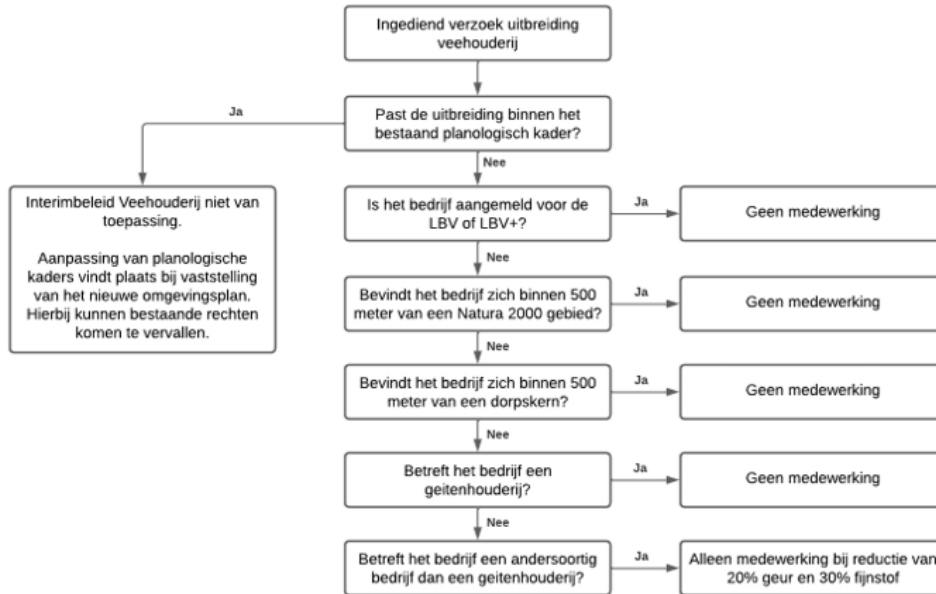 Ingediend verzoek uitbreiding
veehouderij
Ja
Past de uitbreiding binnen het
bestaand planologisch kader?
Nee
Interimbeleid Veehouderij niet van
toepassing.
Aanpassing van planologische
kaders vindt plaats bij vaststelling
van het nieuwe omgevingsplan.
Hierbij kunnen bestaande rechten
komen te vervallen.
Is het bedrijf aangemeld voor de
LBV of LBV+?
Ja
Geen medewerking
Nee
Bevindt het bedrijf zich binnen 500
meter van een Natura 2000 gebied?
Ja
Geen medewerking
Nee
Bevindt het bedrijf zich binnen 500
meter van een dorpskern?
Ja
Geen medewerking
Nee
Betreft het bedrijf een
geitenhouderij?
Ja
Geen medewerking
Nee
Betreft het bedrijf een andersoortig
bedrijf dan een geitenhouderij?
Ja
Alleen medewerking bij reductie van
20% geur en 30% fijnstof